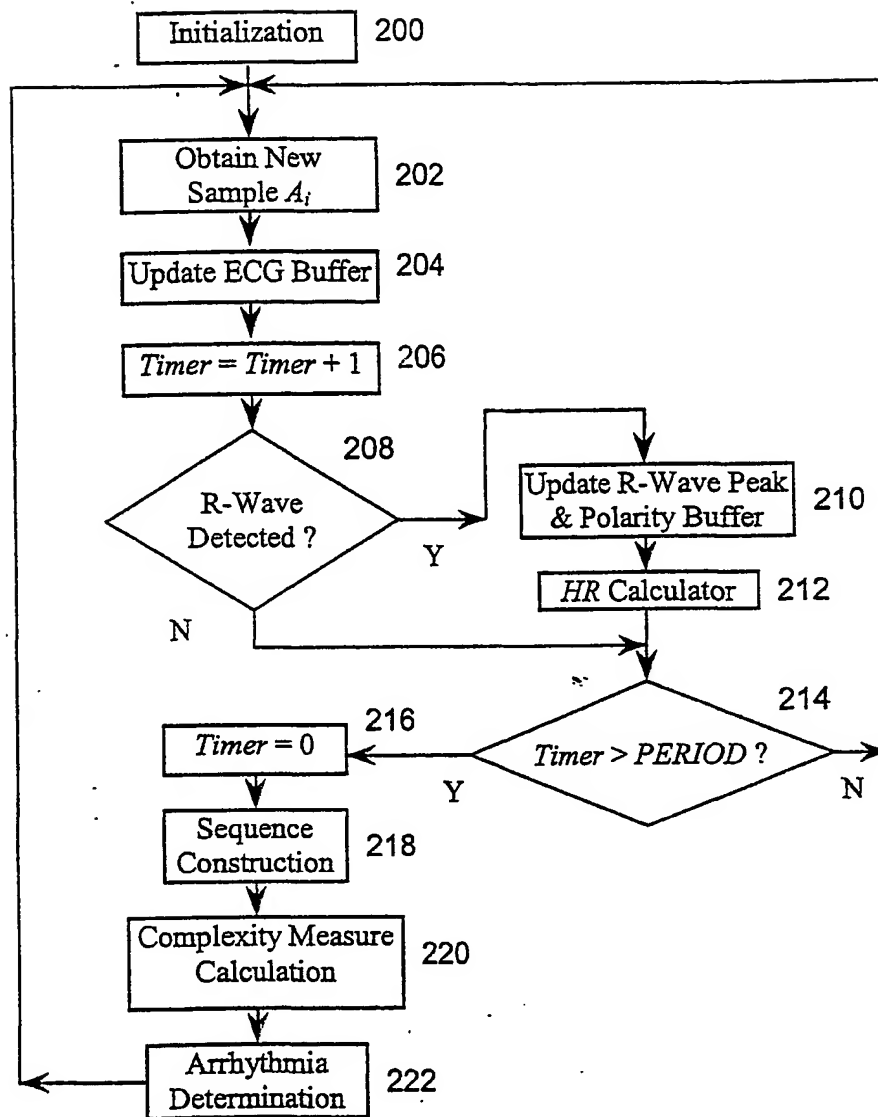 Initialization 200
Obtain New
Sample Ai
202
Update ECG Buffer 204
Timer = Timer + 1 206
208
R-Wave
Detected ?
Y
N
Update R-Wave Peak
& Polarity Buffer
210
HR Calculator 212
214
Timer > PERIOD ?
Y
N
216
Timer = 0
Sequence
Construction
218
Complexity Measure
Calculation
220
Arrhythmia
Determination
222